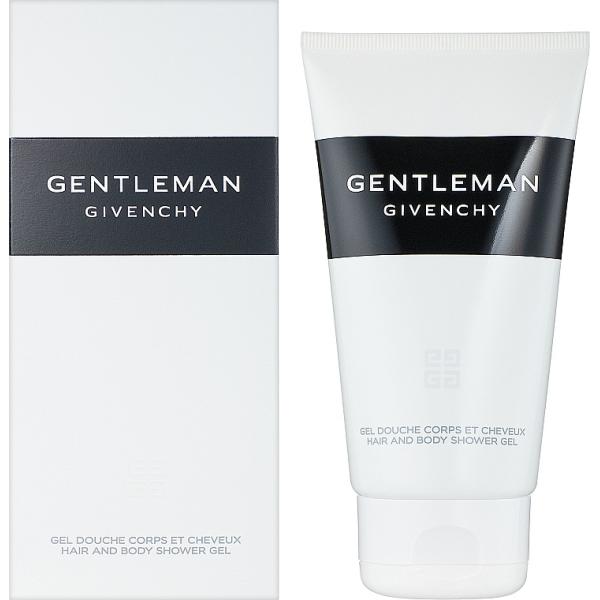 GENTLEMAN
GIVENCHY
GEL DOUCHE CORPS ET CHEVEUX
HAIR AND BODY SHOWER GEL
GENTLEMAN
GIVENCHY
GEL DOUCHE CORPS ET CHEVEUX
HAIR AND BODY SHOWER GEL